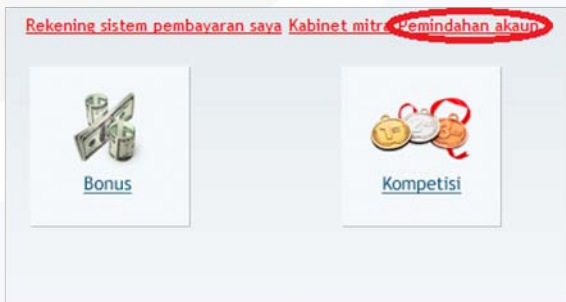 Rekening sistem pembayaran saya Kabinet mitra Pemindahan akaun
Bonus
Kompetisi